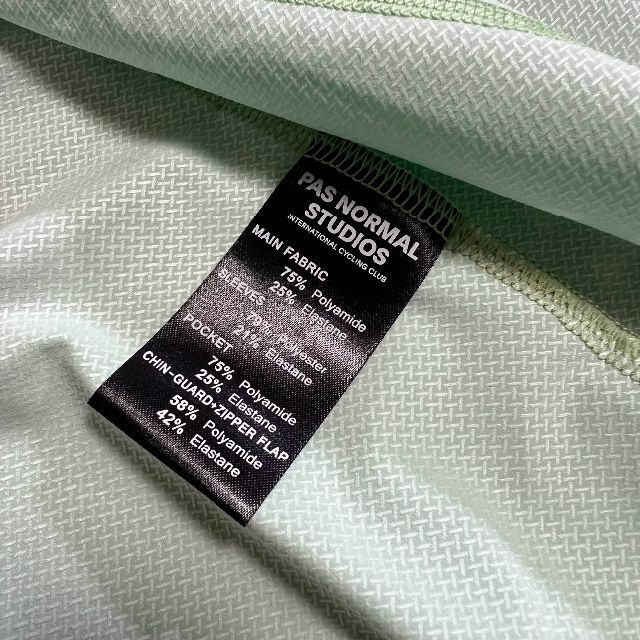 PAS NORMAL
STUDIOS
INTERNATIONAL CYCLING CLUB
MAIN FABRIC
75% Polyamide
25% Elastane
SLEEVES
79% Polyester
21% Elastane
POCKET
75% Polyamide
25% Elastane
CHIN-GUARD+ZIPPER FLAP
58% Polyamide
42% Elastane